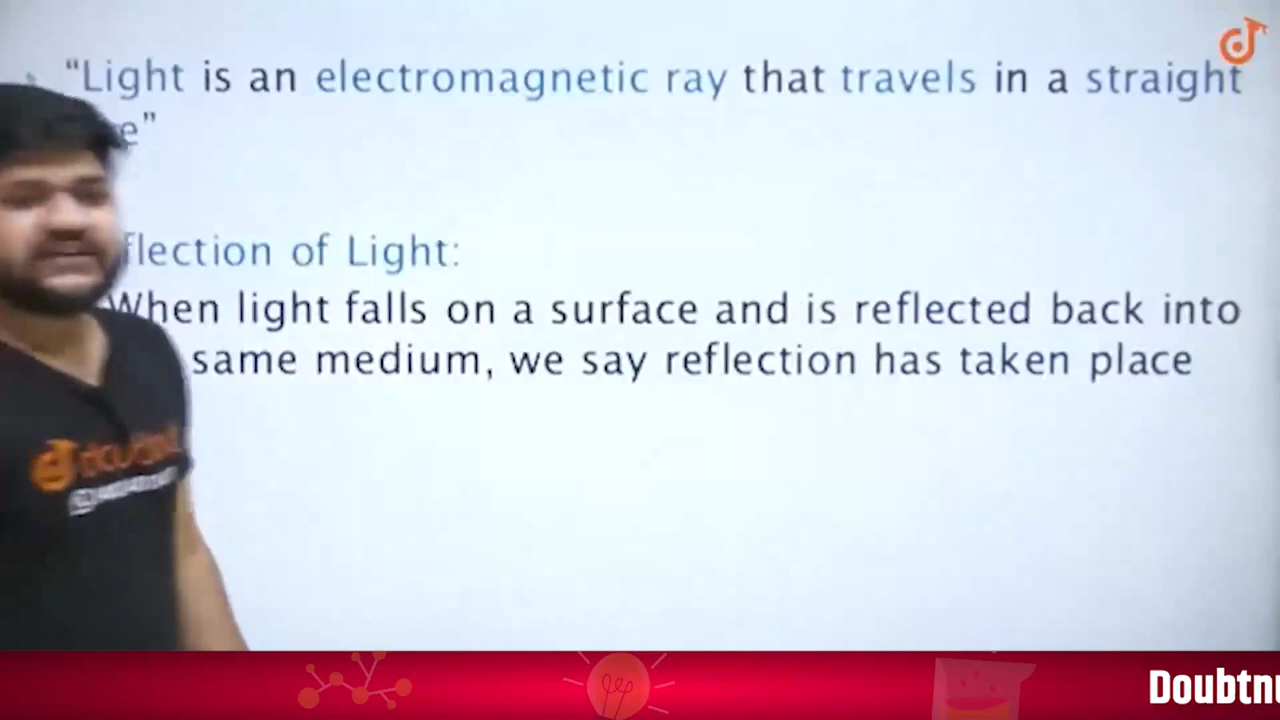 “Light is an electromagnetic ray that travels in a straight
e”
flection of Light:
When light falls on a surface and is reflected back into
same medium, we say reflection has taken place
Doubtnu